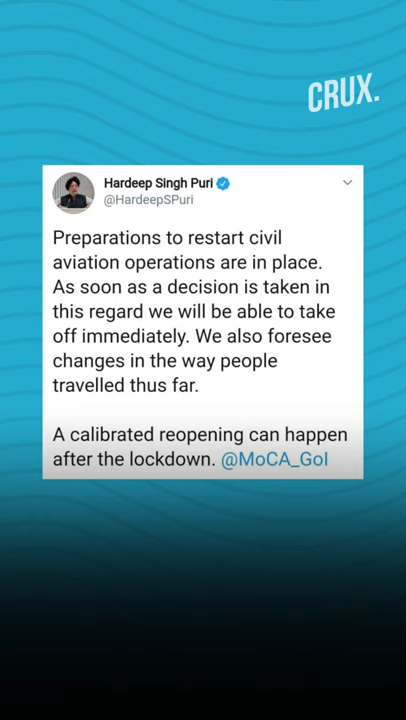 CRUX.
Hardeep Singh Puri
@HardeepSPuri
Preparations to restart civil
aviation operations are in place.
As soon as a decision is taken in
this regard we will be able to take
off immediately. We also foresee
changes in the way people
travelled thus far.
A calibrated reopening can happen
after the lockdown. @MoCA_GoI